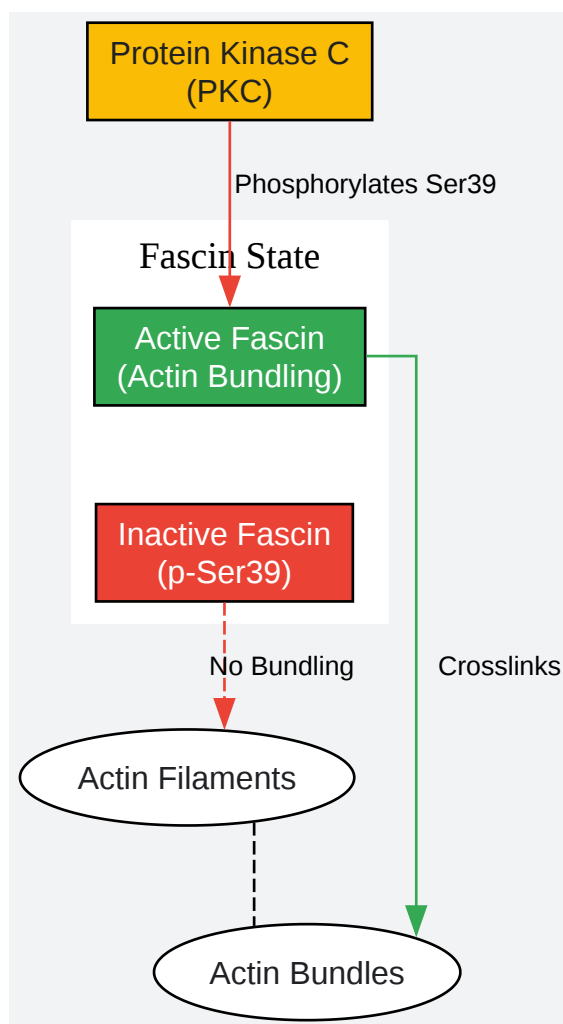 Protein Kinase C
(PKC)
Phosphorylates Ser39
Fascin State
Active Fascin
(Actin Bundling)
Inactive Fascin
(p-Ser39)
No Bundling
Crosslinks
Actin Filaments
Actin Bundles